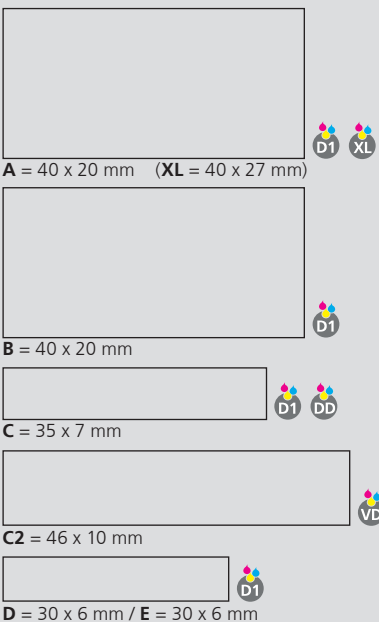 D1 XL
A = 40 x 20 mm (XL = 40 x 27 mm)
D1
B = 40 x 20 mm
D1 DD
C = 35 x 7 mm
VD
C2 = 46 x 10 mm
D1
D = 30 x 6 mm / E = 30 x 6 mm